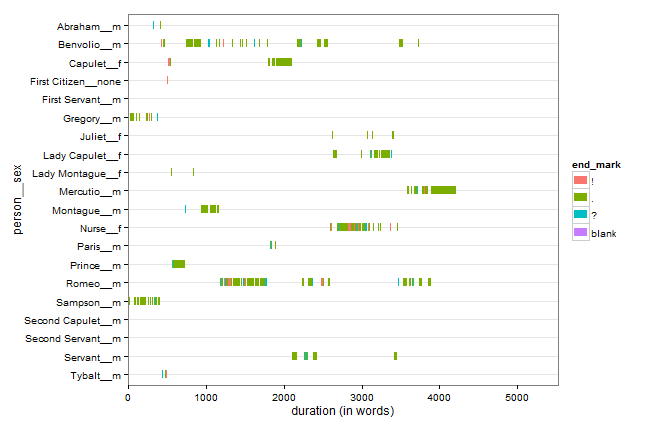 Abraham__m
Benvolio__m
Capulet__f
First Citizen__none
First Servant__m
Gregory__m
Juliet__f
Lady Capulet__f
Lady Montague__f
Mercutio__m
Montague__m
Nurse__f
Paris__m
Prince__m
Romeo__m
Sampson__m
Second Capulet__m
Second Servant__m
Servant__m
Tybalt__m
person__sex
0 1000 2000 3000 4000 5000
duration (in words)
end_mark
!
.
?
blank